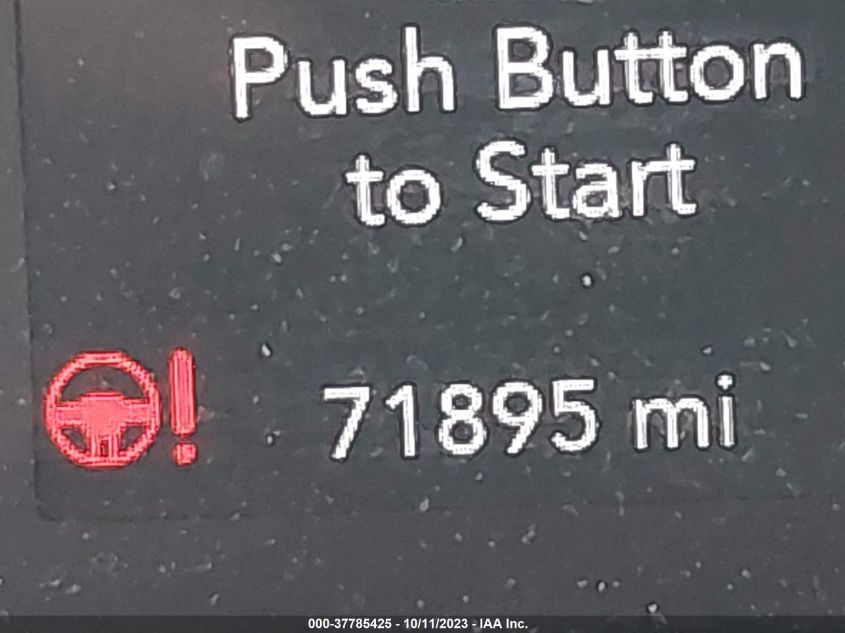 Push Button
to Start
71895 mi
000-37785425 - 10/11/2023 - IAA Inc.